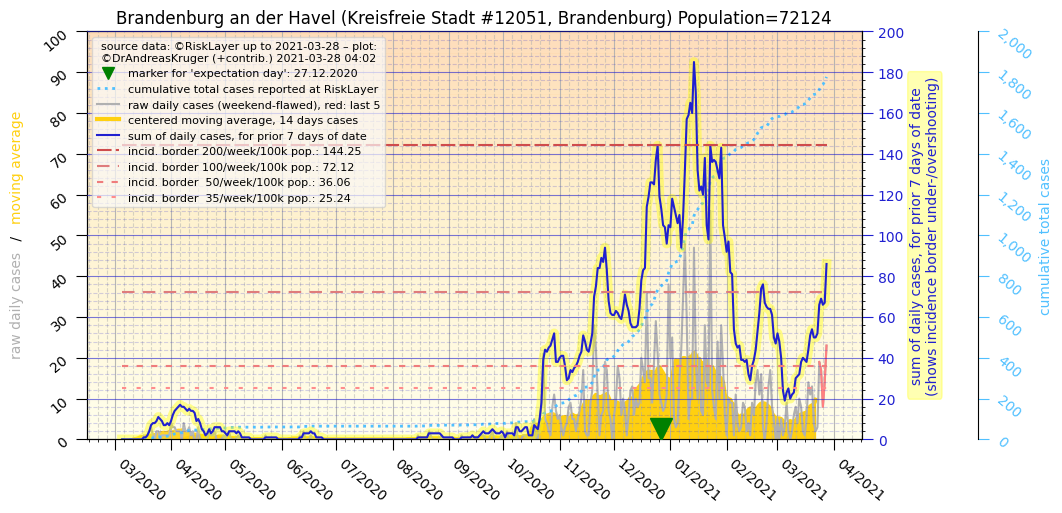 Brandenburg an der Havel (Kreisfreie Stadt #12051, Brandenburg) Population=72124
source data: ©RiskLayer up to 2021-03-28 – plot:
©DrAndreasKruger (+contrib.) 2021-03-28 04:02
marker for 'expectation day': 27.12.2020
cumulative total cases reported at RiskLayer
raw daily cases (weekend-flawed), red: last 5
centered moving average, 14 days cases
sum of daily cases, for prior 7 days of date
incid. border 200/week/100k pop.: 144.25
incid. border 100/week/100k pop.: 72.12
incid. border  50/week/100k pop.: 36.06
incid. border  35/week/100k pop.: 25.24
raw daily cases / moving average
100
90
80
70
60
50
40
30
20
10
0
03/2020
04/2020
05/2020
06/2020
07/2020
08/2020
09/2020
10/2020
11/2020
12/2020
01/2021
02/2021
03/2021
04/2021
200
180
160
140
120
100
80
60
40
20
0
sum of daily cases, for prior 7 days of date
(shows incidence border under-/overshooting)
2,000
1,800
1,600
1,400
1,200
1,000
800
600
400
200
0
cumulative total cases